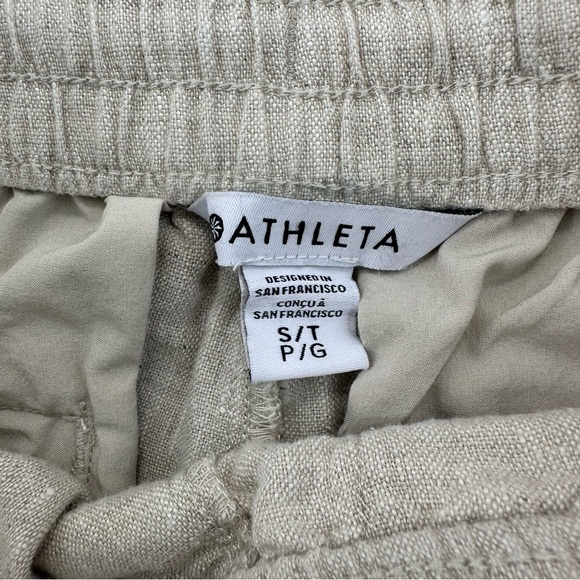 ATHLETA
DESIGNED IN
SAN FRANCISCO
CONÇU À
SAN FRANCISCO
S/T
P/G